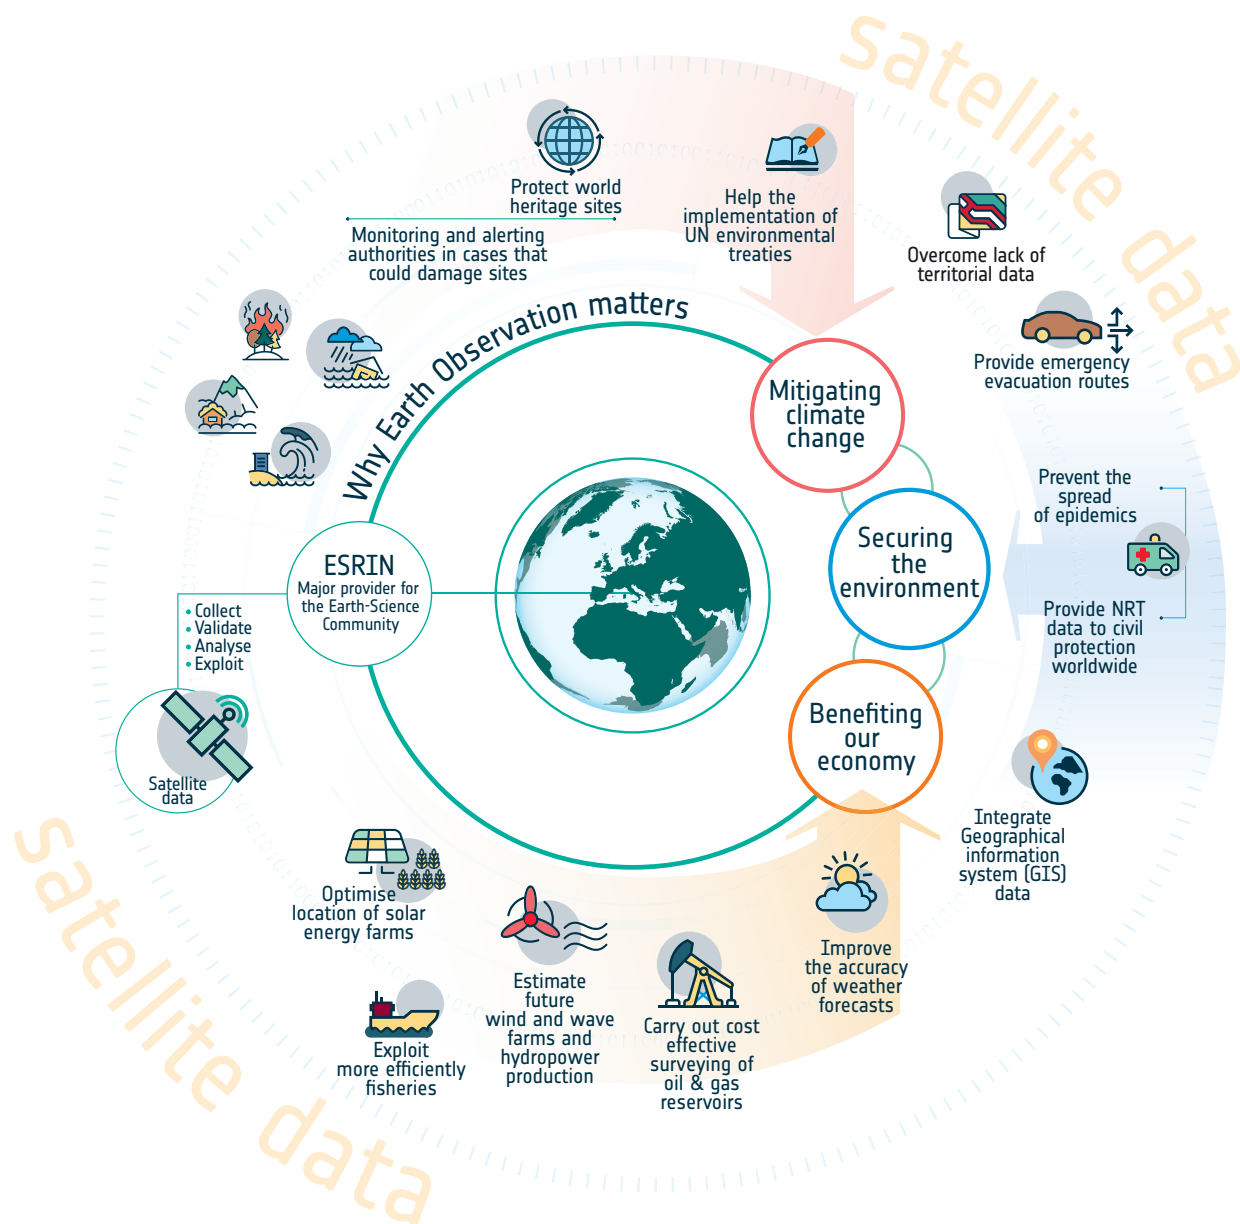 satellite data
Protect world
heritage sites
Monitoring and alerting
authorities in cases that
could damage sites
Help the
implementation of
UN environmental
treaties
Overcome lack of
territorial data
Provide emergency
evacuation routes
Why Earth Observation matters
Mitigating
climate
change
Securing
the
environment
Benefiting
our
economy
Prevent the
spread
of epidemics
Provide NRT
data to civil
protection
worldwide
ESRIN
Major provider for
the Earth-Science
Community
• Collect
• Validate
• Analyse
• Exploit
Satellite
data
Integrate
Geographical
information
system (GIS)
data
Optimise
location of solar
energy farms
Exploit
more efficiently
fisheries
Estimate
future
wind and wave
farms and
hydropower
production
Carry out cost
effective
surveying of
oil & gas
reservoirs
Improve
the accuracy
of weather
forecasts
satellite data